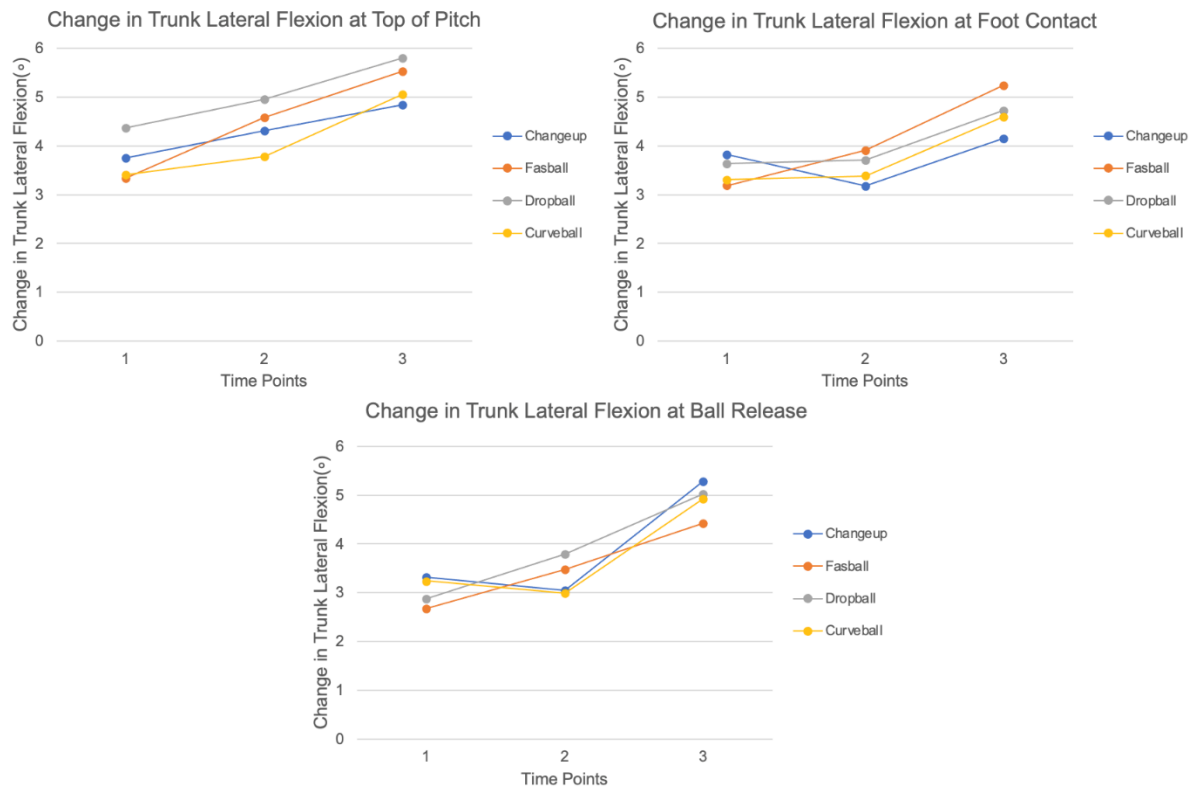 Change in Trunk Lateral Flexion at Top of Pitch
Change in Trunk Lateral Flexion(∘)
6
5
4
3
2
1
0
1 2 3
Time Points
Changeup
Fasball
Dropball
Curveball
Change in Trunk Lateral Flexion at Foot Contact
Change in Trunk Lateral Flexion(∘)
6
5
4
3
2
1
0
1 2 3
Time Points
Changeup
Fasball
Dropball
Curveball
Change in Trunk Lateral Flexion at Ball Release
Change in Trunk Lateral Flexion(∘)
6
5
4
3
2
1
0
1 2 3
Time Points
Changeup
Fasball
Dropball
Curveball